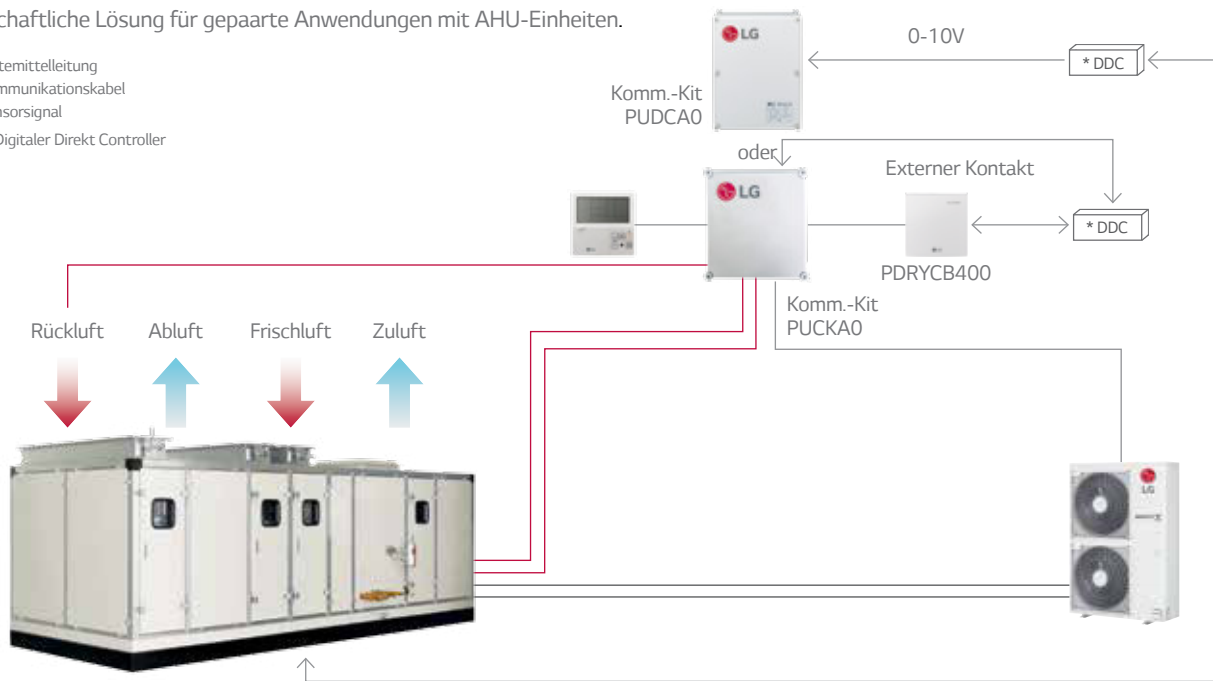 chaftliche Lösung für gepaarte Anwendungen mit AHU-Einheiten.
temittelleitung
mmunikationskabel
nsorsignal
Digitaler Direkt Controller
LG
0-10V
* DDC
Komm.-Kit
PUDCA0
oder
Externer Kontakt
LG
* DDC
PDRYCB400
Komm.-Kit
PUCKA0
Rückluft
Abluft
Frischluft
Zuluft
LG